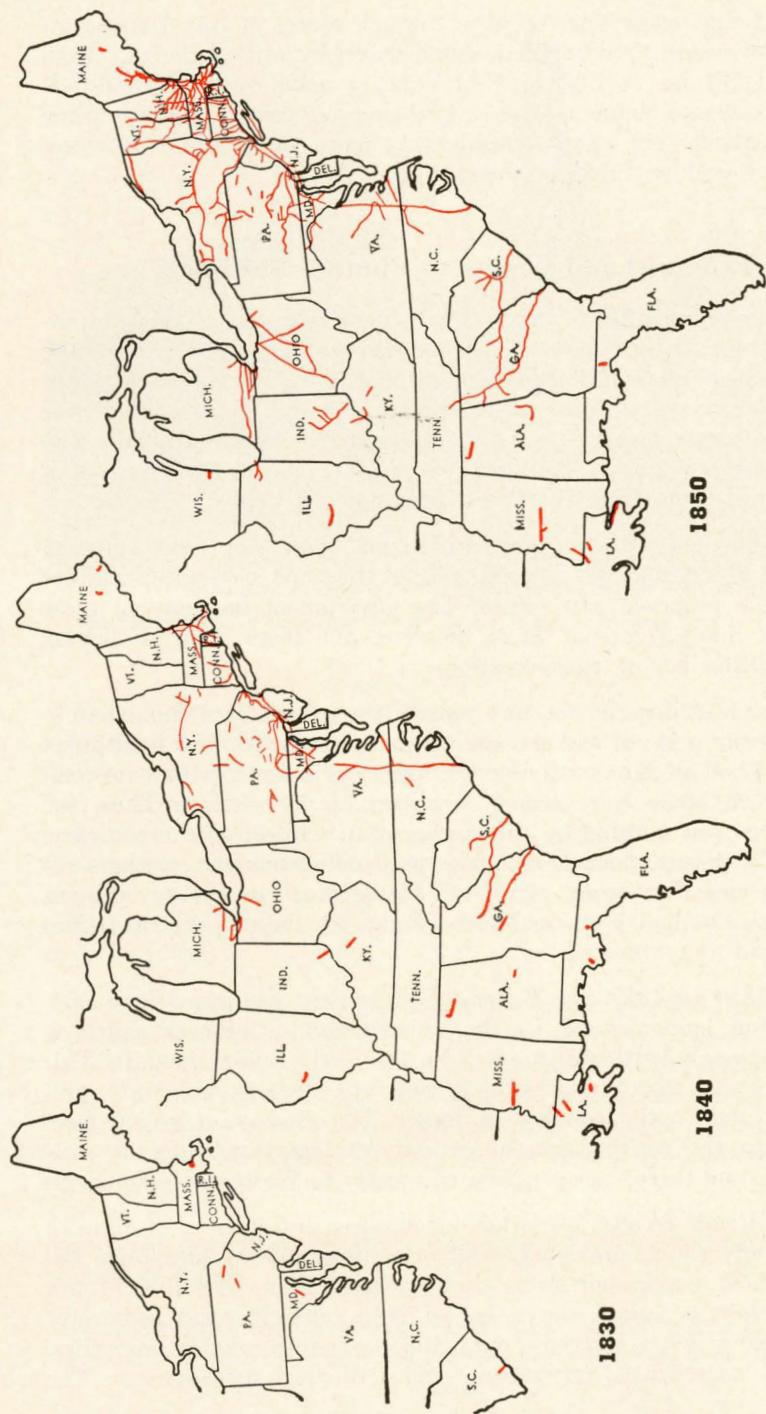 MAINE
VT.
N.H.
MASS.
R.I.
CONN.
N.Y.
PA.
N.J.
DEL.
MD.
VA.
N.C.
S.C.
1830
MAINE
VT.
N.H.
MASS.
R.I.
CONN.
N.Y.
PA.
N.J.
DEL.
MD.
WIS.
MICH.
ILL.
IND.
OHIO
KY.
VA.
TENN.
N.C.
S.C.
MISS.
ALA.
GA.
LA.
FLA.
1840
MAINE
VT.
N.H.
MASS.
R.I.
CONN.
N.Y.
PA.
N.J.
DEL.
MD.
WIS.
MICH.
ILL.
IND.
OHIO
KY.
VA.
TENN.
N.C.
S.C.
MISS.
ALA.
GA.
LA.
FLA.
1850